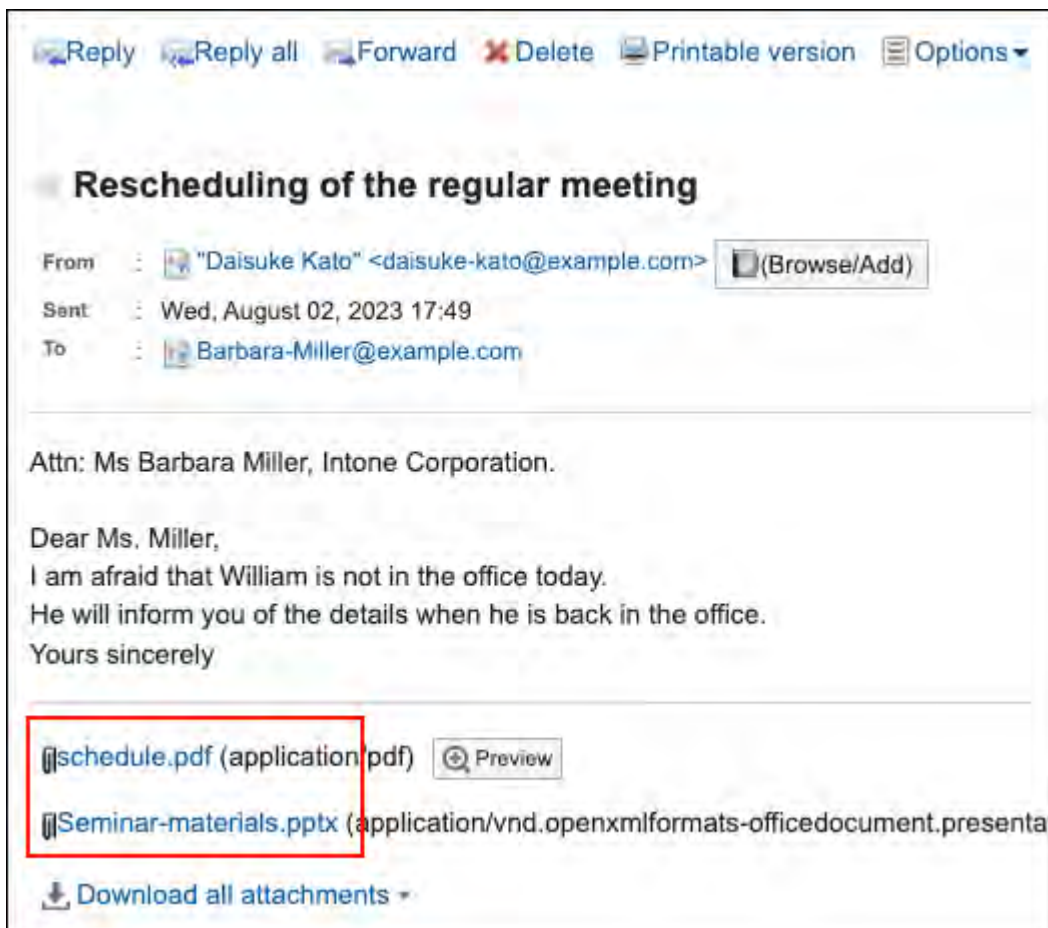 Reply Reply all Forward Delete Printable version Options
Rescheduling of the regular meeting
From : "Daisuke Kato" <daisuke-kato@example.com> (Browse/Add)
Sent : Wed, August 02, 2023 17:49
To : Barbara-Miller@example.com
Attn: Ms Barbara Miller, Intone Corporation.
Dear Ms. Miller,
I am afraid that William is not in the office today.
He will inform you of the details when he is back in the office.
Yours sincerely
schedule.pdf (application/pdf) Preview
Seminar-materials.pptx (application/vnd.openxmlformats-officedocument.presenta
Download all attachments